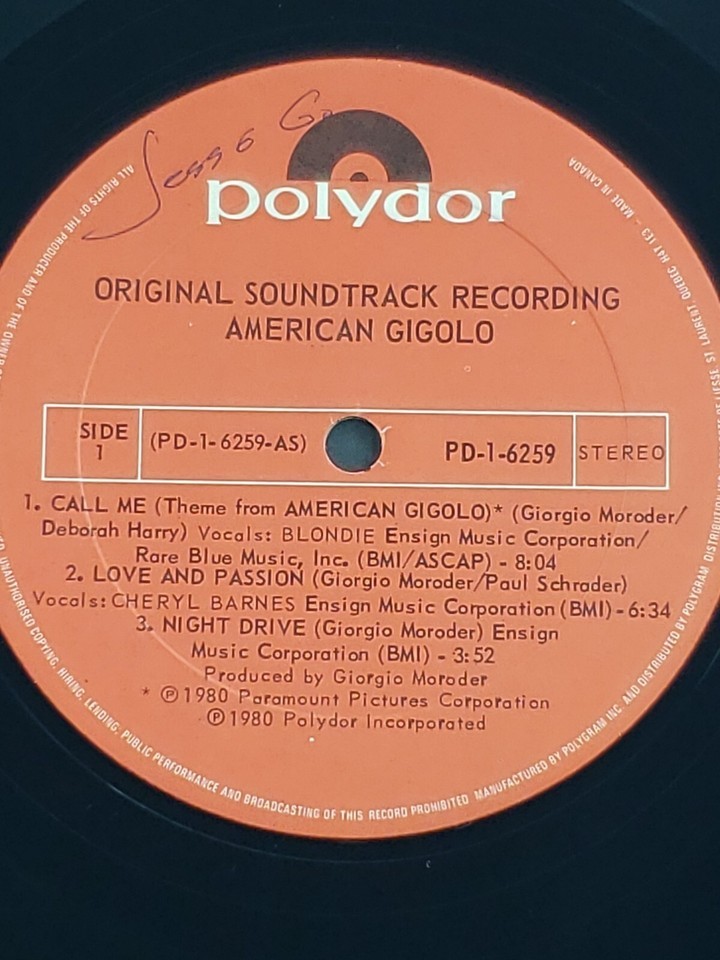 polydor
ORIGINAL SOUNDTRACK RECORDING
AMERICAN GIGOLO
SIDE
1
(PD-1-6259-AS)
PD-1-6259
STEREO
1. CALL ME (Theme from AMERICAN GIGOLO)* (Giorgio Moroder/
Deborah Harry) Vocals: BLONDIE Ensign Music Corporation/
Rare Blue Music, Inc. (BMI/ASCAP) - 8:04
2. LOVE AND PASSION (Giorgio Moroder/Paul Schrader)
Vocals: CHERYL BARNES Ensign Music Corporation (BMI) - 6:34
3. NIGHT DRIVE (Giorgio Moroder) Ensign
Music Corporation (BMI) - 3:52
Produced by Giorgio Moroder
* ℗ 1980 Paramount Pictures Corporation
℗ 1980 Polydor Incorporated
ALL RIGHTS OF THE PRODUCER AND OF THE OWNER
UNAUTHORISED COPYING, HIRING, LENDING, PUBLIC PERFORMANCE AND BROADCASTING OF THIS RECORD PROHIBITED
MANUFACTURED BY POLYGRAM INC. AND DISTRIBUTED BY POLYGRAM
ST LAURENT, QUEBEC H4T 1E3 - MADE IN CANADA